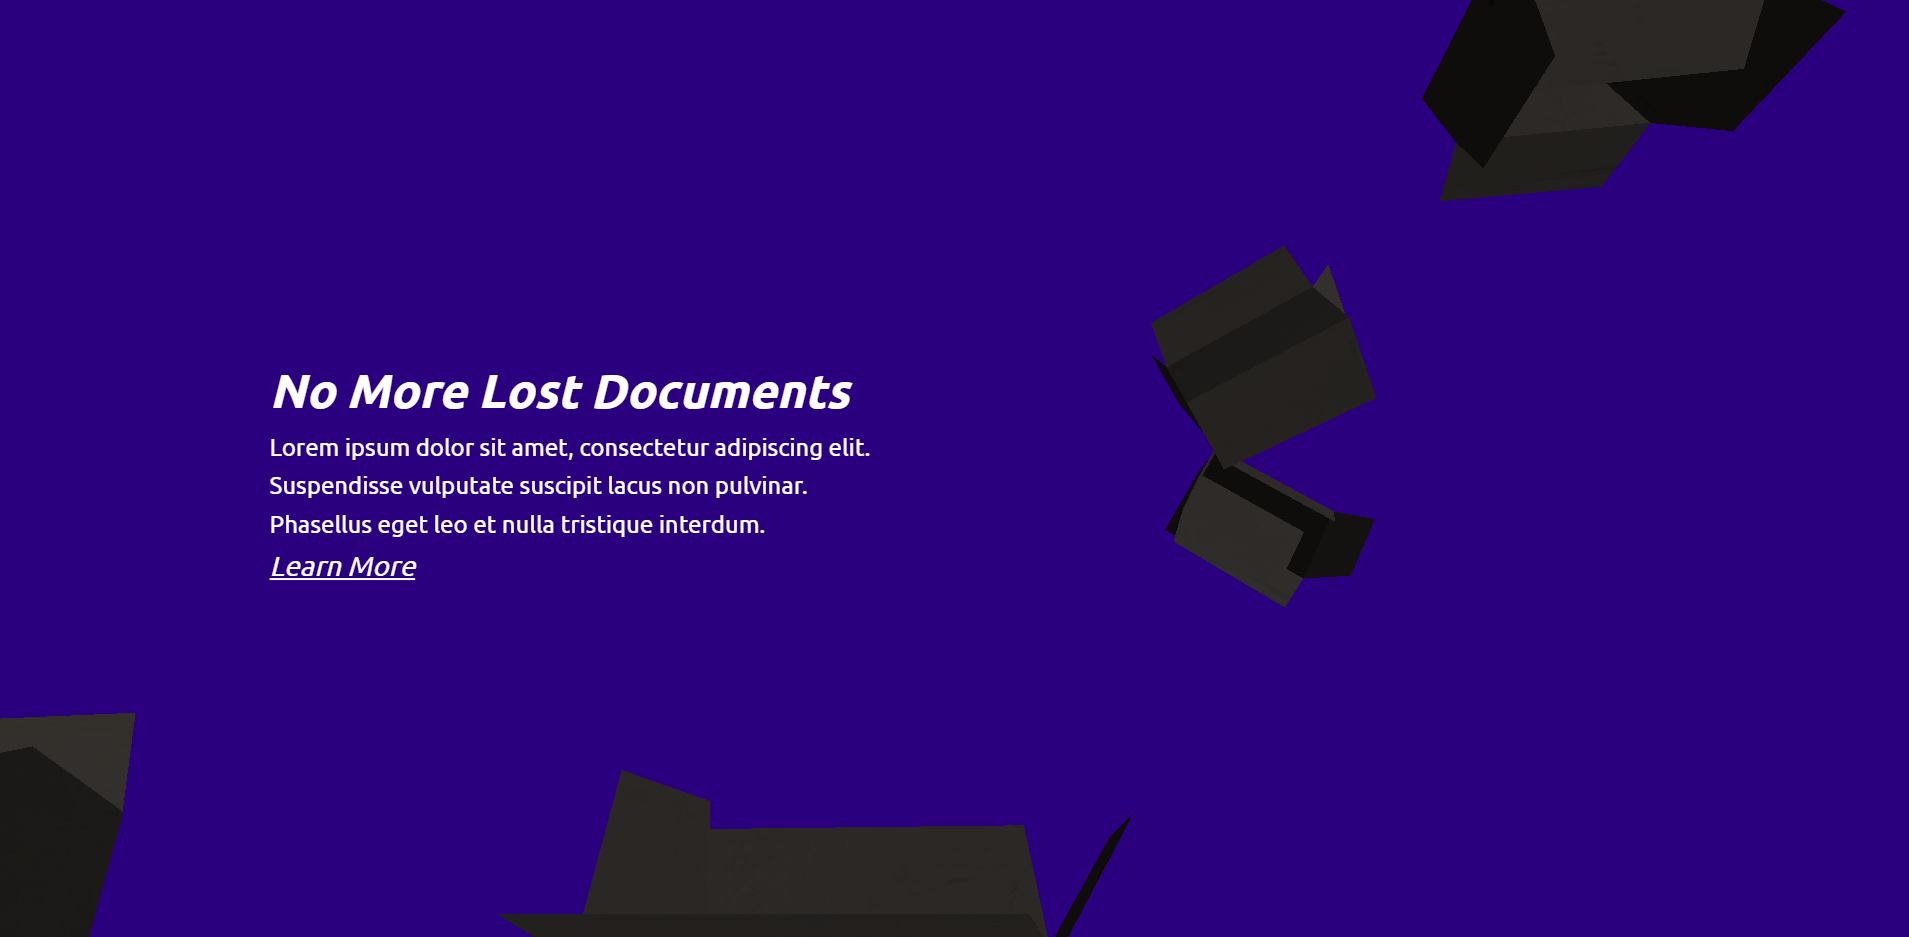 No More Lost Documents
Lorem ipsum dolor sit amet, consectetur adipiscing elit.
Suspendisse vulputate suscipit lacus non pulvinar.
Phasellus eget leo et nulla tristique interdum.
Learn More